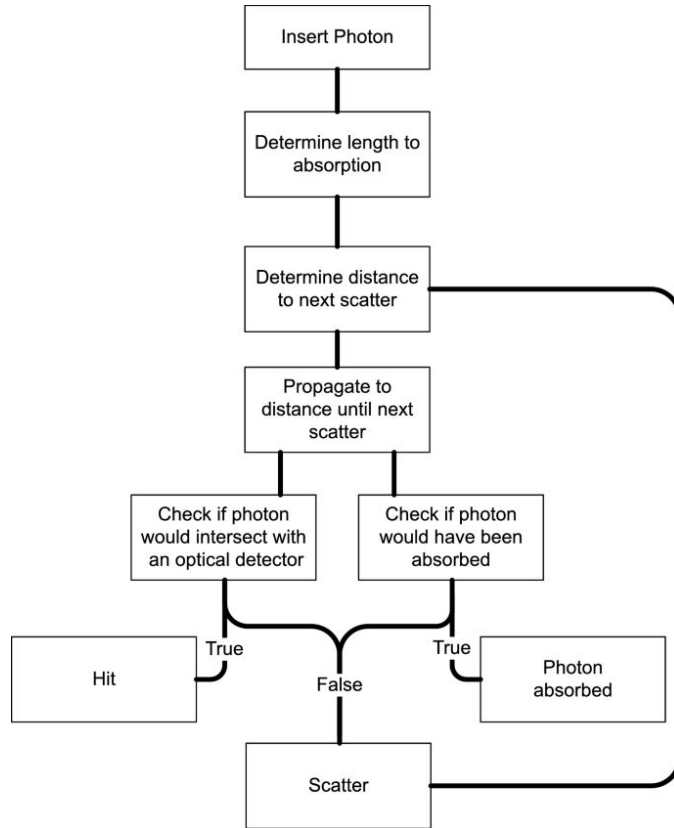 Insert Photon
Determine length to
absorption
Determine distance
to next scatter
Propagate to
distance until next
scatter
Check if photon
would intersect with
an optical detector
Check if photon
would have been
absorbed
True
True
Hit
False
Photon
absorbed
Scatter